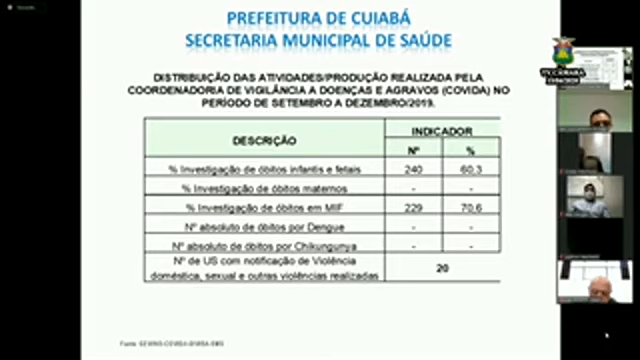 PREFEITURA DE CUIABÁ
SECRETARIA MUNICIPAL DE SAÚDE
DISTRIBUIÇÃO DAS ATIVIDADES/PRODUÇÃO REALIZADA PELA
COORDENADORIA DE VIGILÂNCIA A DOENÇAS E AGRAVOS (COVIDA) NO
PERÍODO DE SETEMBRO A DEZEMBRO/2019.
DESCRIÇÃO
INDICADOR
Nº %
% Investigação de óbitos infantis e fetais 240 60,3
% Investigação de óbitos maternos - -
% Investigação de óbitos em MIF 229 70,6
Nº absoluto de óbitos por Dengue - -
Nº absoluto de óbitos por Chikungunya - -
Nº de US com notificação de Violência
doméstica, sexual e outras violências realizadas 20
TV CÂMARA